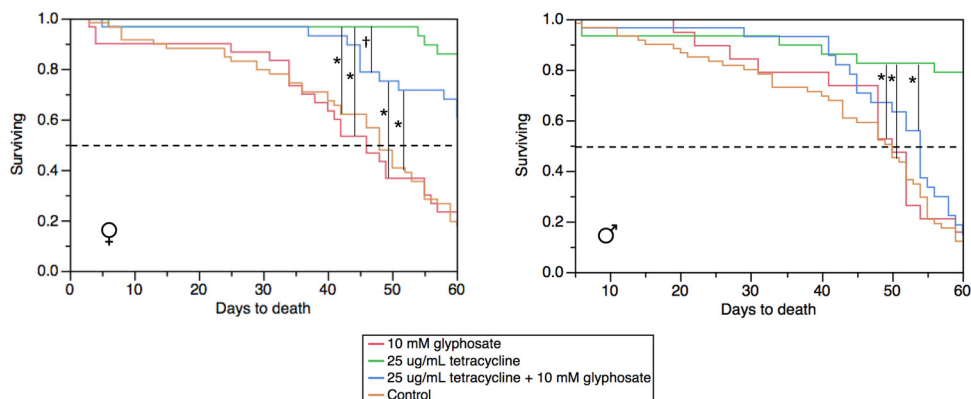 1.0
0.8
0.6
0.4
0.2
0.0
Surviving
0 10 20 30 40 50 60
Days to death
* * † * *
♀
1.0
0.8
0.6
0.4
0.2
0.0
Surviving
10 20 30 40 50 60
Days to death
* * *
♂
10 mM glyphosate
25 ug/mL tetracycline
25 ug/mL tetracycline + 10 mM glyphosate
Control